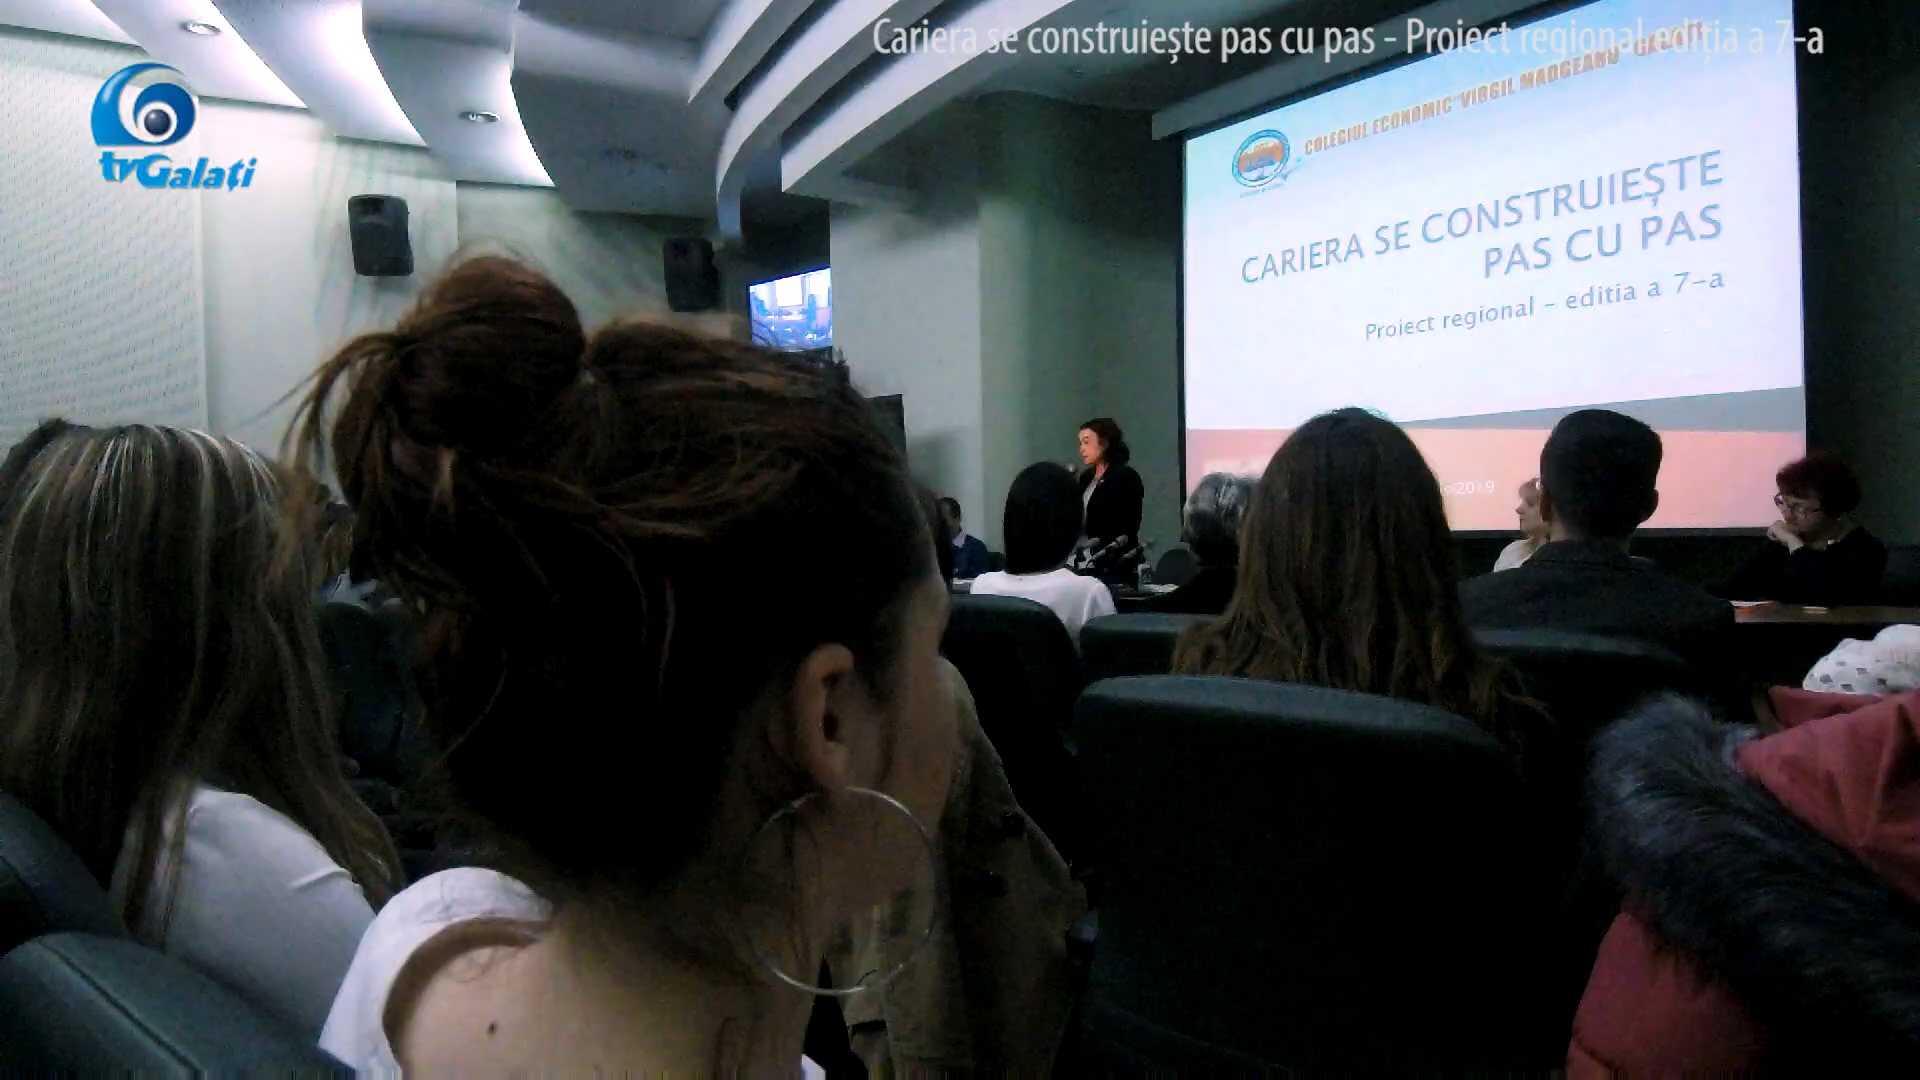 Cariera se construiește pas cu pas - Proiect regional ediția a 7-a
tvGalați
COLEGIUL ECONOMIC "VIRGIL MADGEARU"
CARIERA SE CONSTRUIEȘTE
PAS CU PAS
Proiect regional - editia a 7-a
2019